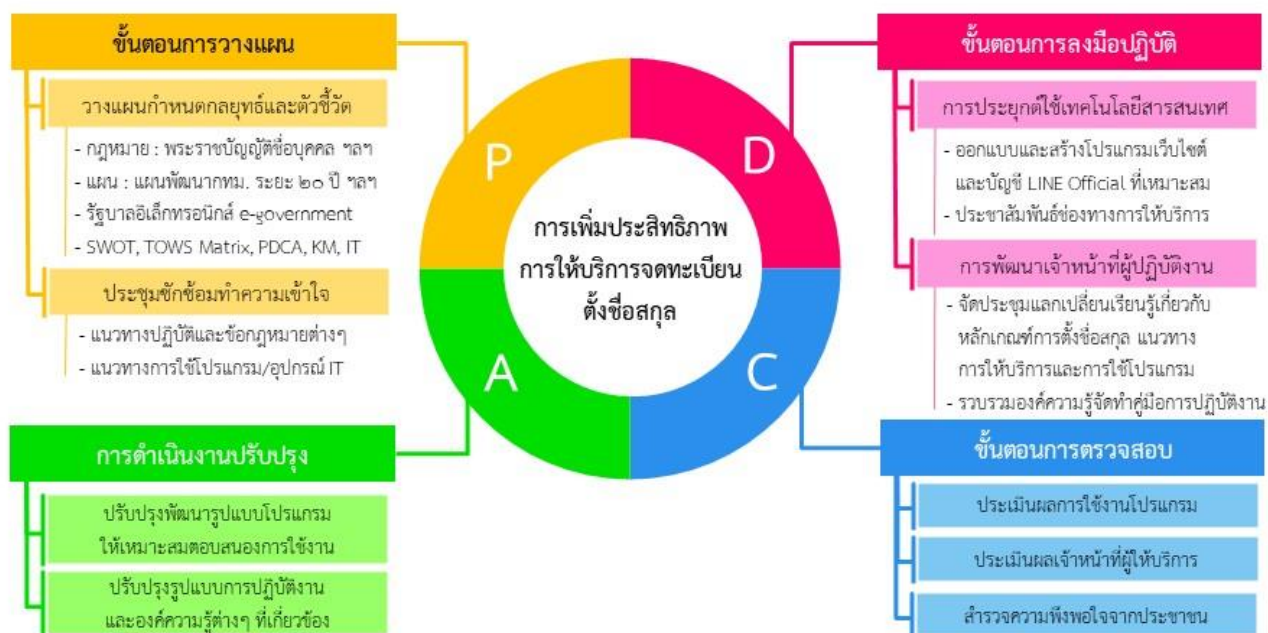 ขั้นตอนการวางแผน
วางแผนกำหนดกลยุทธ์และตัวชี้วัด
- กฎหมาย : พระราชบัญญัติชื่อบุคคล ฯลฯ
- แผน : แผนพัฒนากทม. ระยะ ๒๐ ปี ฯลฯ
- รัฐบาลอิเล็กทรอนิกส์ e-government
- SWOT, TOWS Matrix, PDCA, KM, IT
ประชุมซักซ้อมทำความเข้าใจ
- แนวทางปฏิบัติและข้อกฎหมายต่างๆ
- แนวทางการใช้โปรแกรม/อุปกรณ์ IT
P
D
การเพิ่มประสิทธิภาพ
การให้บริการจดทะเบียน
ตั้งชื่อสกุล
A
C
ขั้นตอนการลงมือปฏิบัติ
การประยุกต์ใช้เทคโนโลยีสารสนเทศ
- ออกแบบและสร้างโปรแกรมเว็บไซต์
และบัญชี LINE Official ที่เหมาะสม
- ประชาสัมพันธ์ช่องทางการให้บริการ
การพัฒนาเจ้าหน้าที่ผู้ปฏิบัติงาน
- จัดประชุมแลกเปลี่ยนเรียนรู้เกี่ยวกับ
หลักเกณฑ์การตั้งชื่อสกุล แนวทาง
การให้บริการและการใช้โปรแกรม
- รวบรวมองค์ความรู้จัดทำคู่มือการปฏิบัติงาน
การดำเนินงานปรับปรุง
ปรับปรุงพัฒนารูปแบบโปรแกรม
ให้เหมาะสมตอบสนองการใช้งาน
ปรับปรุงรูปแบบการปฏิบัติงาน
และองค์ความรู้ต่างๆ ที่เกี่ยวข้อง
ขั้นตอนการตรวจสอบ
ประเมินผลการใช้งานโปรแกรม
ประเมินผลเจ้าหน้าที่ผู้ให้บริการ
สำรวจความพึงพอใจจากประชาชน